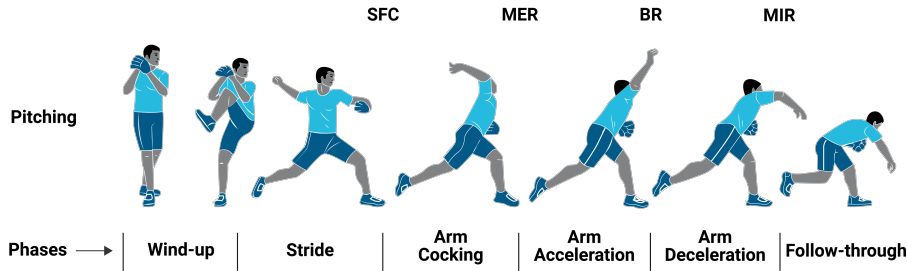 SFC MER BR MIR
Pitching
Phases Wind-up Stride Arm Cocking Arm Acceleration Arm Deceleration Follow-through